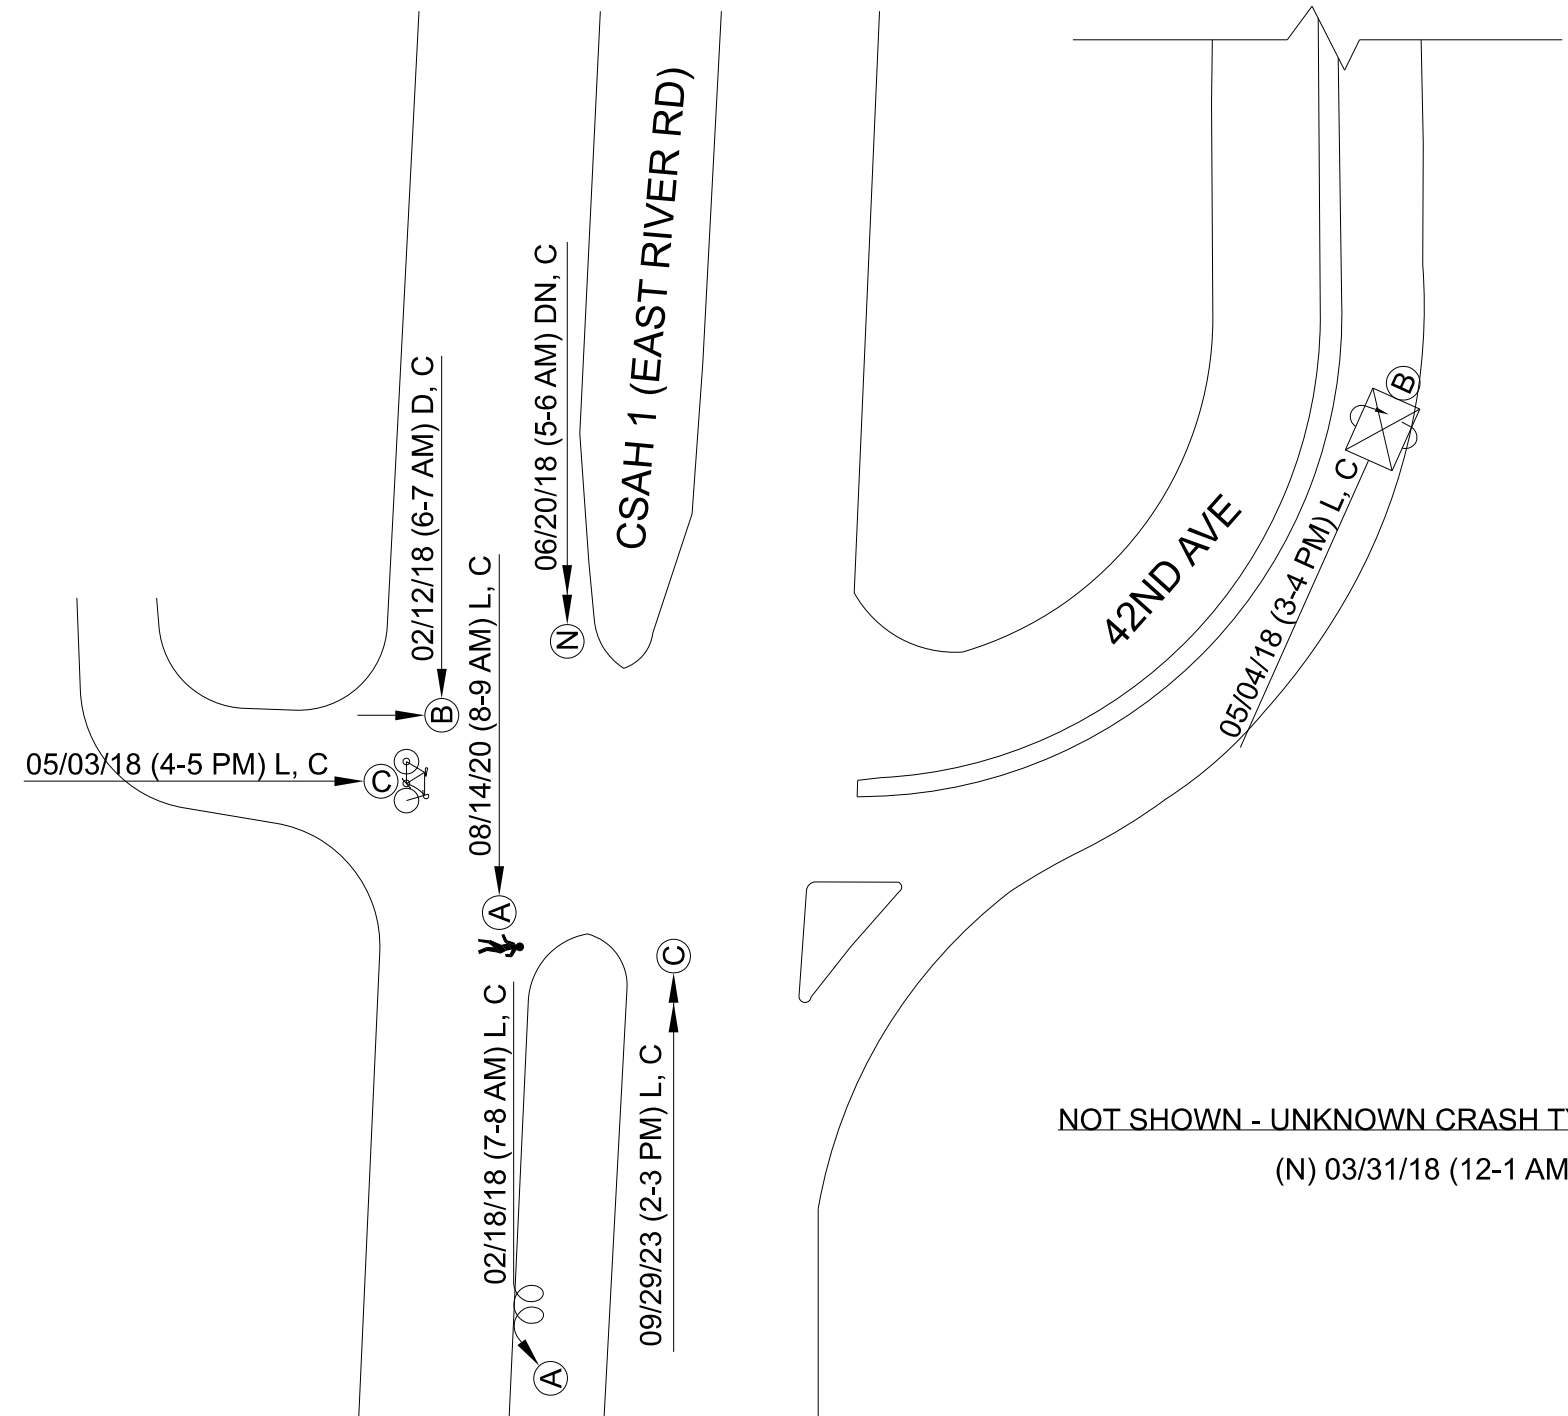 CSAH 1 (EAST RIVER RD)
06/20/18 (5-6 AM) DN, C
N
02/12/18 (6-7 AM) D, C
B
08/14/20 (8-9 AM) L, C
A
05/03/18 (4-5 PM) L, C
C
42ND AVE
05/04/18 (3-4 PM) L, C
B
02/18/18 (7-8 AM) L, C
A
09/29/23 (2-3 PM) L, C
C
NOT SHOWN - UNKNOWN CRASH
(N) 03/31/18 (12-1 AM